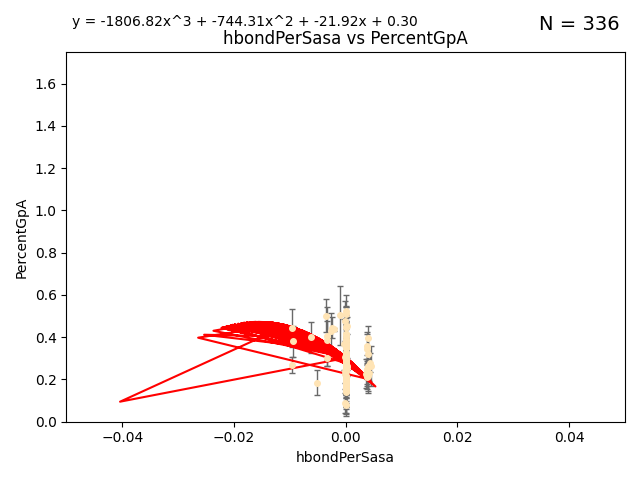 y = -1806.82x^3 + -744.31x^2 + -21.92x + 0.30
N = 336
hbondPerSasa vs PercentGpA
PercentGpA
1.6
1.4
1.2
1.0
0.8
0.6
0.4
0.2
0.0
−0.04 −0.02 0.00 0.02 0.04
hbondPerSasa